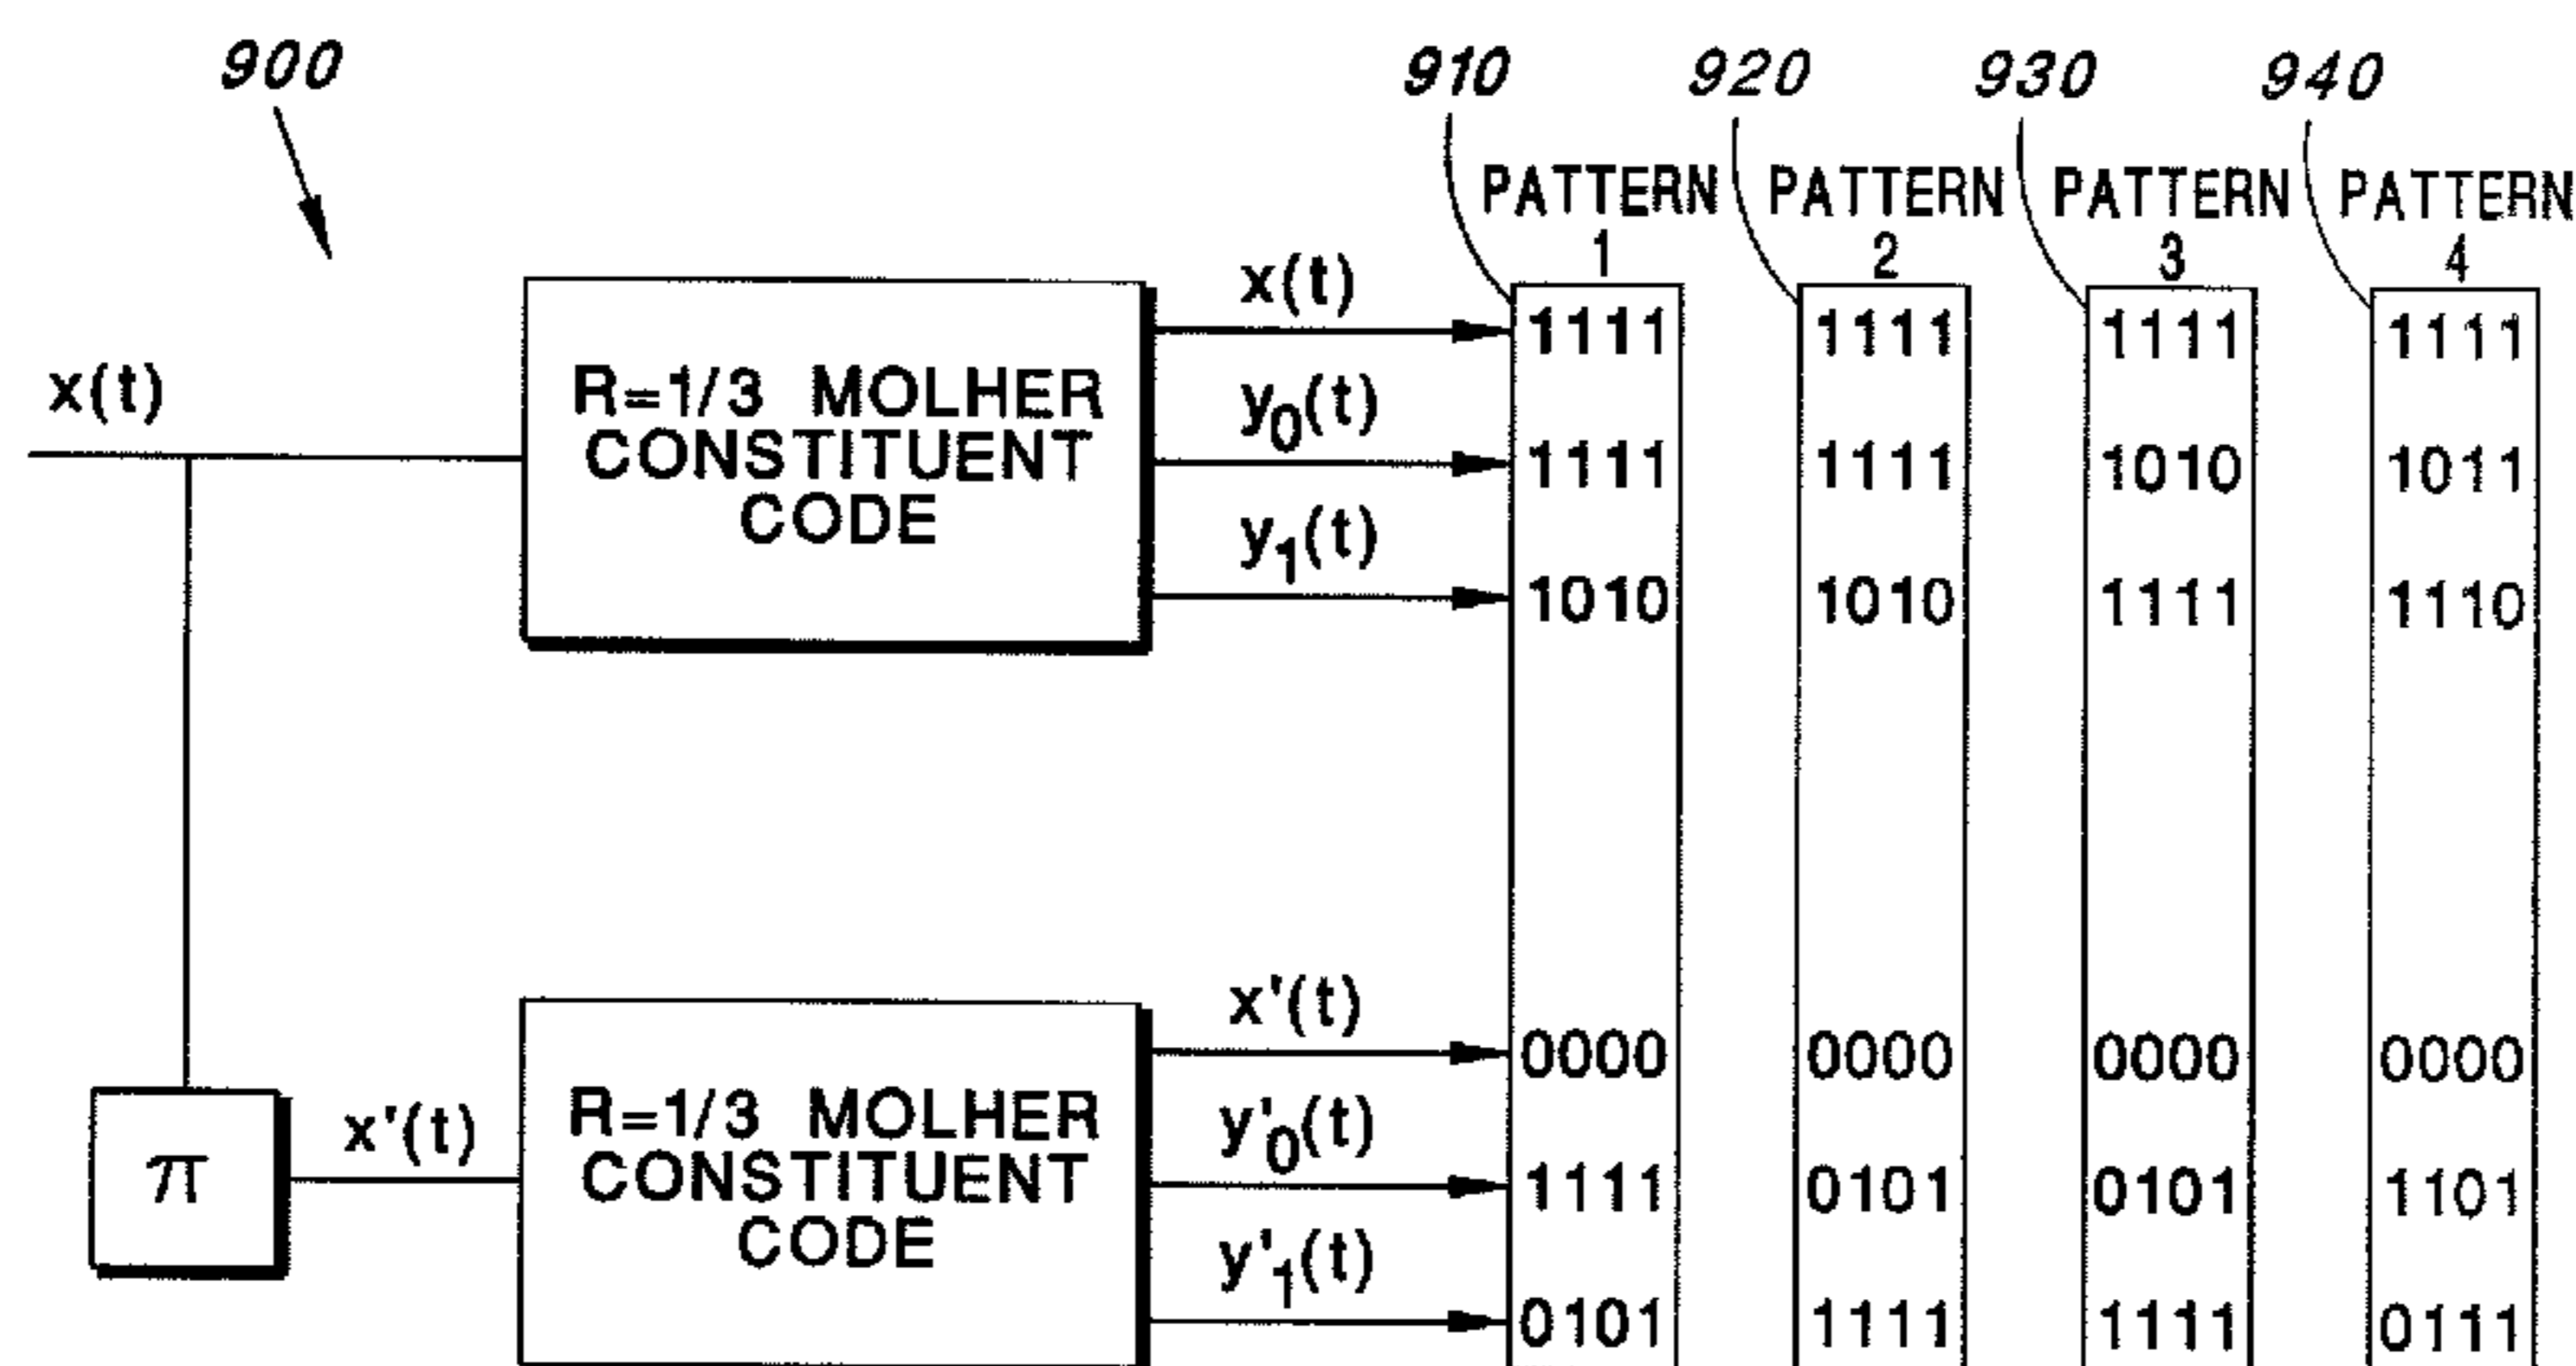 900
910 920 930 940
PATTERN 1
PATTERN 2
PATTERN 3
PATTERN 4
x(t)
R=1/3 MOLHER
CONSTITUENT
CODE
x(t) 1111 1111 1111 1111
y0(t) 1111 1111 1010 1011
y1(t) 1010 1010 1111 1110
π
x'(t)
R=1/3 MOLHER
CONSTITUENT
CODE
x'(t) 0000 0000 0000 0000
y'0(t) 1111 0101 0101 1101
y'1(t) 0101 1111 1111 0111